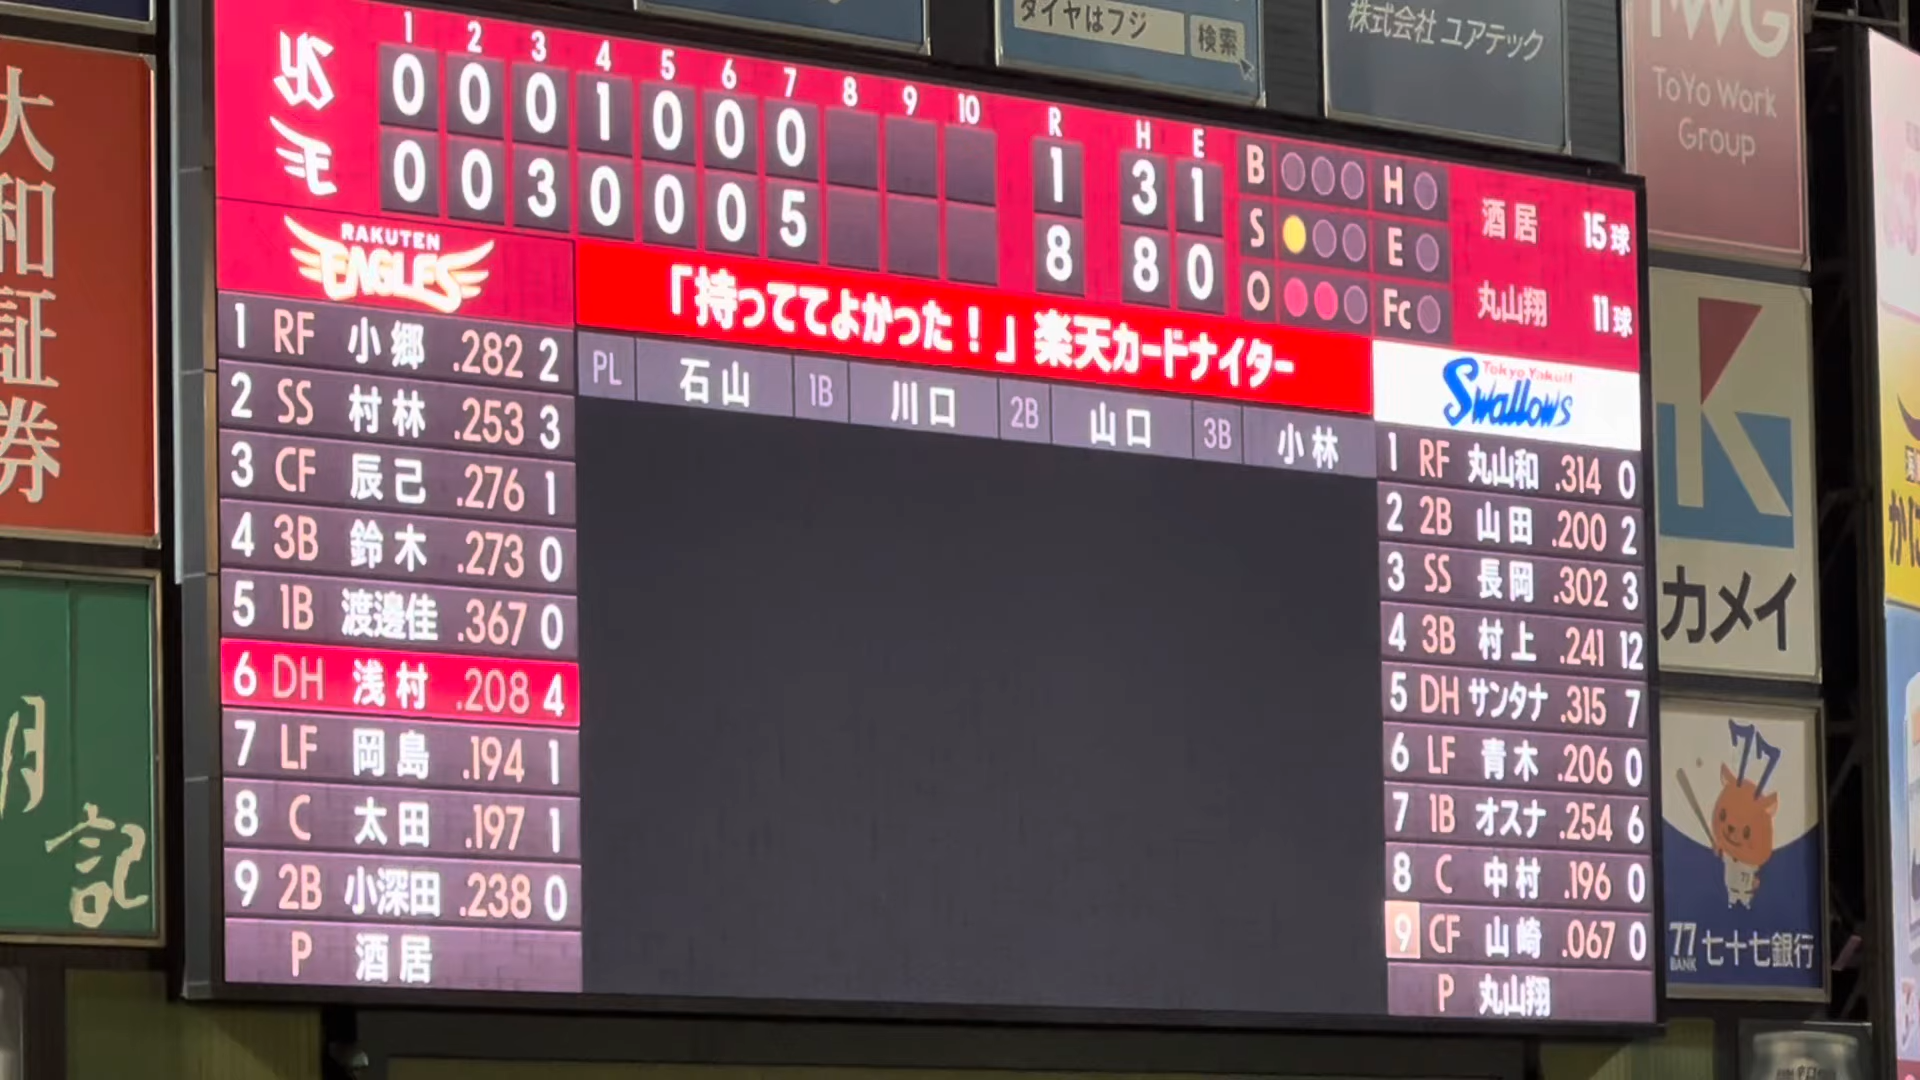 ダイヤはフジ 検索
株式会社 ユアテック
TWG
ToYo Work
Group
大和証券
1 2 3 4 5 6 7 8 9 10 R H E
YS 0 0 0 1 0 0 0 1 3 1
E 0 0 3 0 0 0 5 8 8 0
B H 酒居 15球
S E
O Fc 丸山翔 11球
RAKUTEN
EAGLES
「持っててよかった!」楽天カードナイター
PL 石山 1B 川口 2B 山口 3B 小林
1 RF 小郷 .282 2
2 SS 村林 .253 3
3 CF 辰己 .276 1
4 3B 鈴木 .273 0
5 1B 渡邊佳 .367 0
6 DH 浅村 .208 4
7 LF 岡島 .194 1
8 C 太田 .197 1
9 2B 小深田 .238 0
P 酒居
Tokyo Yakult
Swallows
1 RF 丸山和 .314 0
2 2B 山田 .200 2
3 SS 長岡 .302 3
4 3B 村上 .241 12
5 DH サンタナ .315 7
6 LF 青木 .206 0
7 1B オスナ .254 6
8 C 中村 .196 0
9 CF 山崎 .067 0
P 丸山翔
K
カメイ
77
77 BANK 七十七銀行
月
記